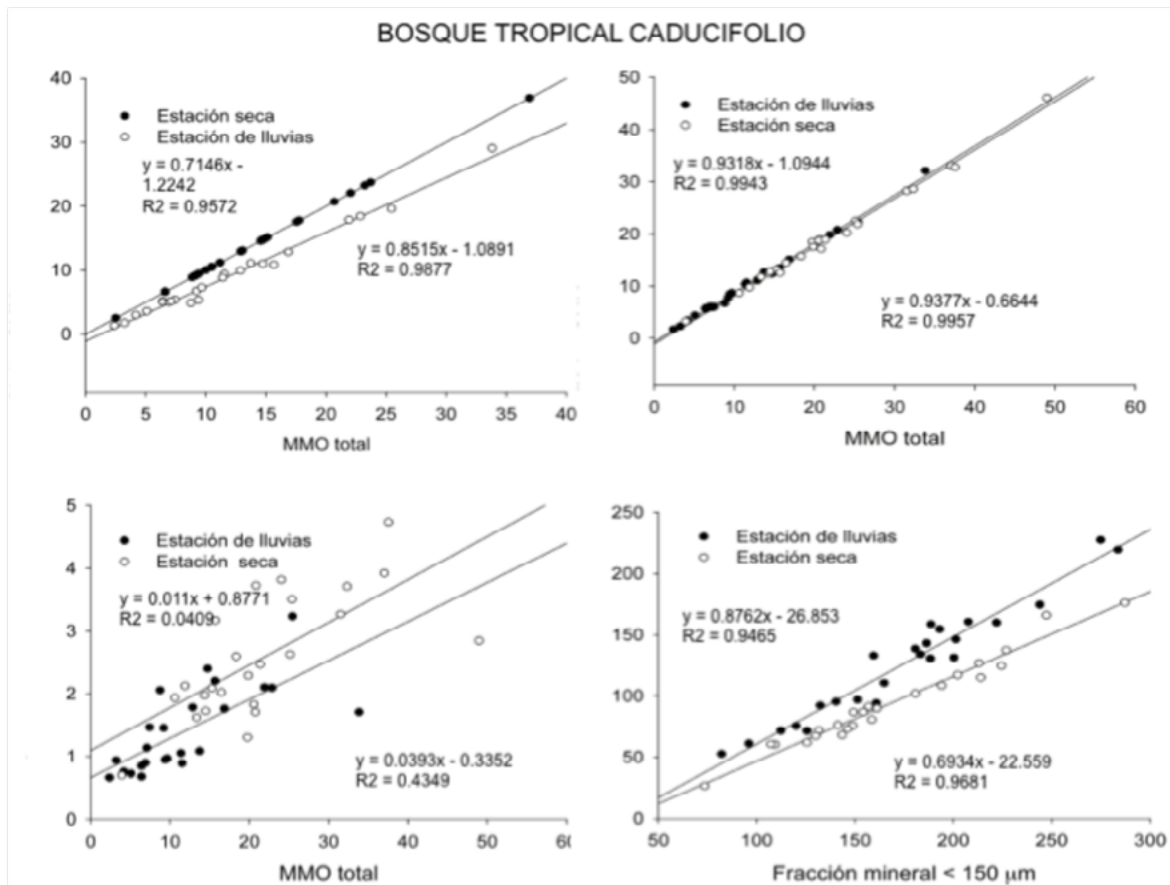 BOSQUE TROPICAL CADUCIFOLIO
40
30
20
10
0
Estación seca
Estación de lluvias
y = 0.7146x -
1.2242
R2 = 0.9572
y = 0.8515x - 1.0891
R2 = 0.9877
0 5 10 15 20 25 30 35 40
MMO total
50
40
30
20
10
0
Estación de lluvias
Estación seca
y = 0.9318x - 1.0944
R2 = 0.9943
y = 0.9377x - 0.6644
R2 = 0.9957
0 10 20 30 40 50 60
MMO total
5
4
3
2
1
0
Estación de lluvias
Estación seca
y = 0.011x + 0.8771
R2 = 0.0409
y = 0.0393x - 0.3352
R2 = 0.4349
0 10 20 30 40 50 60
MMO total
250
200
150
100
50
0
Estación de lluvias
Estación seca
y = 0.8762x - 26.853
R2 = 0.9465
y = 0.6934x - 22.559
R2 = 0.9681
50 100 150 200 250 300
Fracción mineral < 150 μm